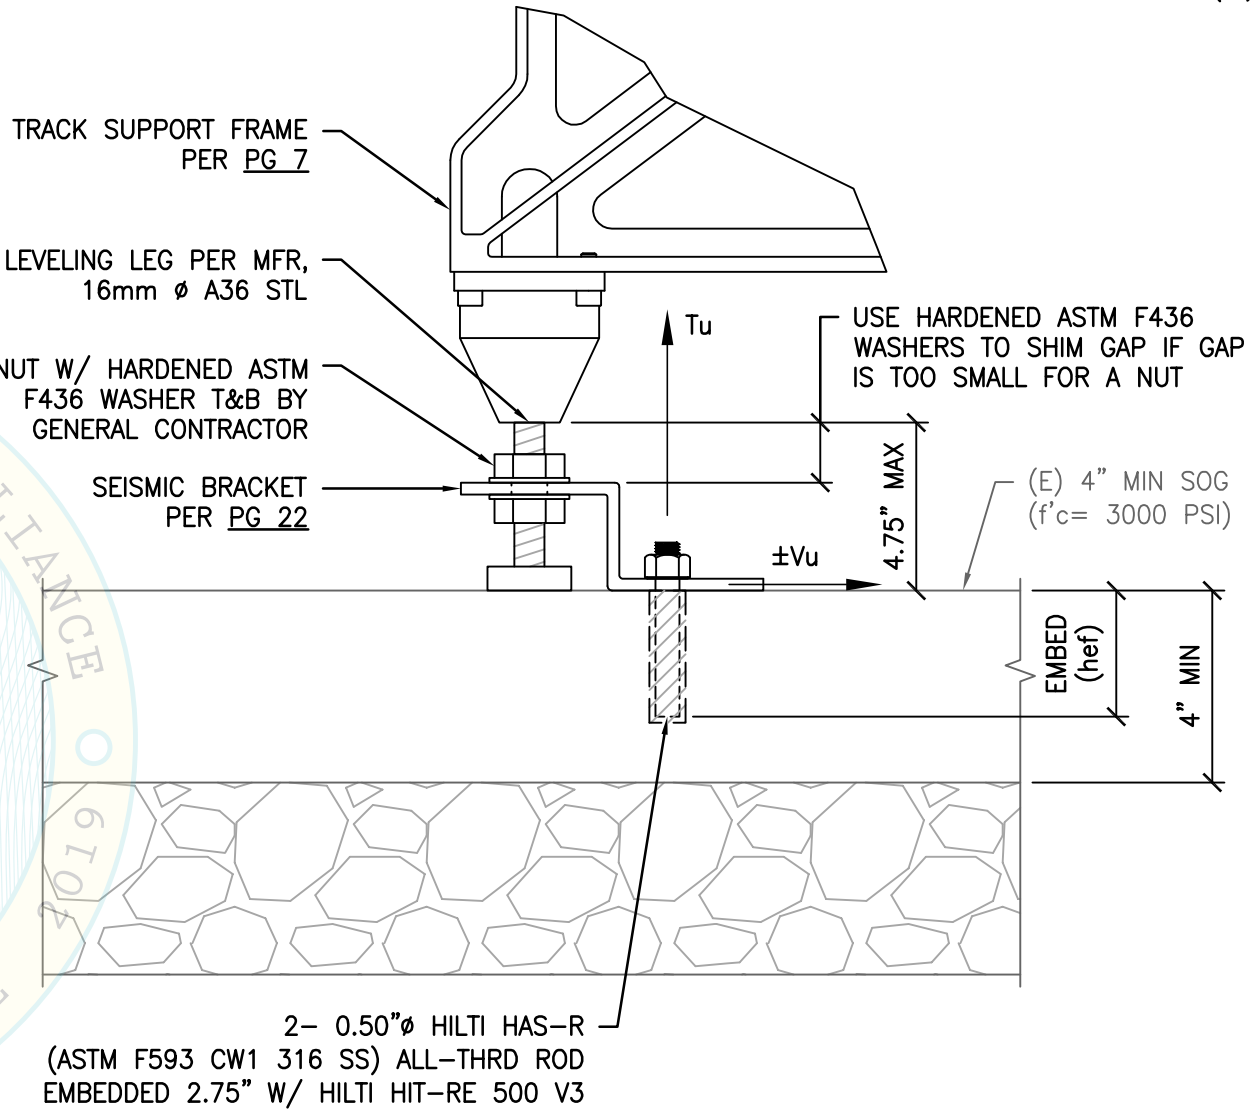 TRACK SUPPORT FRAME
PER PG 7
LEVELING LEG PER MFR,
16mm ø A36 STL
NUT W/ HARDENED ASTM
F436 WASHER T&B BY
GENERAL CONTRACTOR
SEISMIC BRACKET
PER PG 22
Tu
USE HARDENED ASTM F436
WASHERS TO SHIM GAP IF GAP
IS TOO SMALL FOR A NUT
4.75" MAX
±Vu
(E) 4" MIN SOG
(f'c= 3000 PSI)
EMBED
(hef)
4" MIN
LIANCE
2019
2- 0.50"ø HILTI HAS-R
(ASTM F593 CW1 316 SS) ALL-THRD ROD
EMBEDDED 2.75" W/ HILTI HIT-RE 500 V3